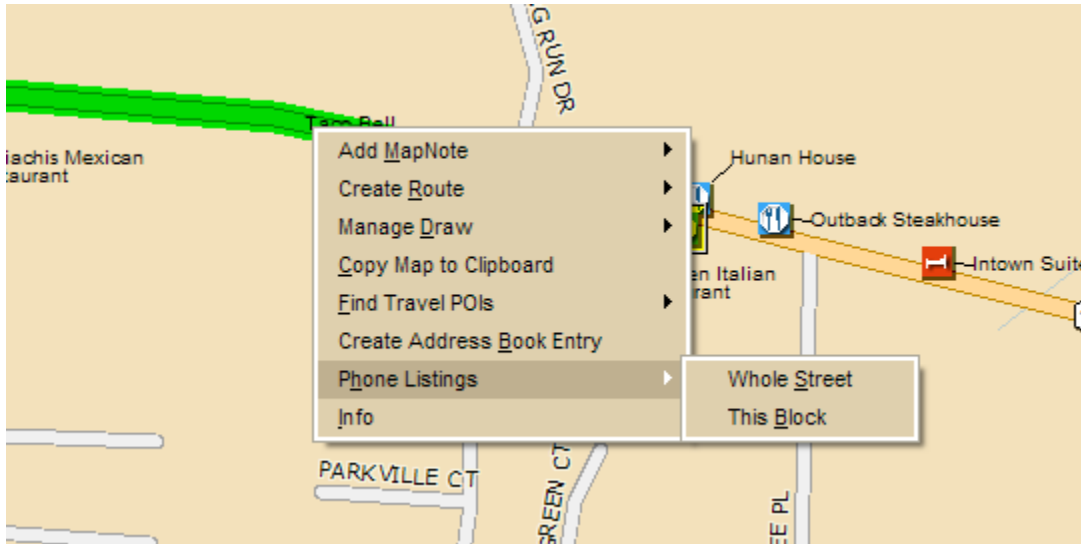 G RUN DR
Taco Bell
iachis Mexican
aurant
Add MapNote
Create Route
Manage Draw
Copy Map to Clipboard
Find Travel POIs
Create Address Book Entry
Phone Listings
Info
Whole Street
This Block
Hunan House
Outback Steakhouse
Intown Suite
en Italian
rant
PARKVILLE CT
GREEN CT
EE PL